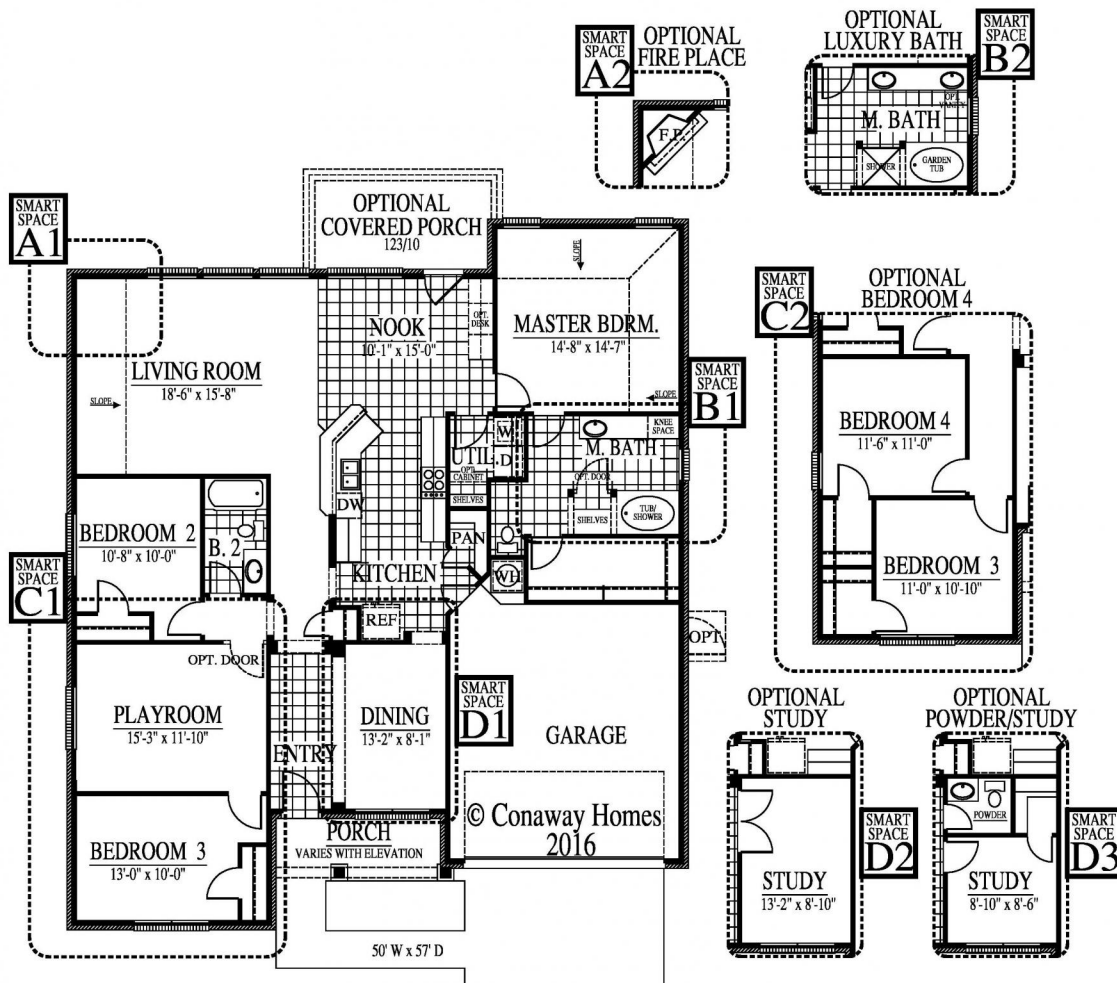 SMART
SPACE
A2
OPTIONAL
FIRE PLACE
F.P.
OPTIONAL
LUXURY BATH
SMART
SPACE
B2
OPT.
VANITY
M. BATH
SHOWER
GARDEN
TUB
SMART
SPACE
A1
OPTIONAL
COVERED PORCH
123/10
SLOPE
NOOK
10'-1" x 15'-0"
OPT.
DESK
MASTER BDRM.
14'-8" x 14'-7"
LIVING ROOM
18'-6" x 15'-8"
SLOPE
SLOPE
SMART
SPACE
B1
W
D
UTIL.
OPT.
CABINET
SHELVES
M. BATH
KNEE
SPACE
OPT. DOOR
SHELVES
TUB/
SHOWER
DW
PAN
WH
BEDROOM 2
10'-8" x 10'-0"
B. 2
KITCHEN
REF
SMART
SPACE
C1
OPT. DOOR
OPT.
PLAYROOM
15'-3" x 11'-10"
ENTRY
DINING
13'-2" x 8'-1"
SMART
SPACE
D1
GARAGE
BEDROOM 3
13'-0" x 10'-0"
PORCH
VARIES WITH ELEVATION
© Conaway Homes
2016
50' W x 57' D
SMART
SPACE
C2
OPTIONAL
BEDROOM 4
BEDROOM 4
11'-6" x 11'-0"
BEDROOM 3
11'-0" x 10'-10"
OPTIONAL
STUDY
STUDY
13'-2" x 8'-10"
SMART
SPACE
D2
OPTIONAL
POWDER/STUDY
POWDER
STUDY
8'-10" x 8'-6"
SMART
SPACE
D3